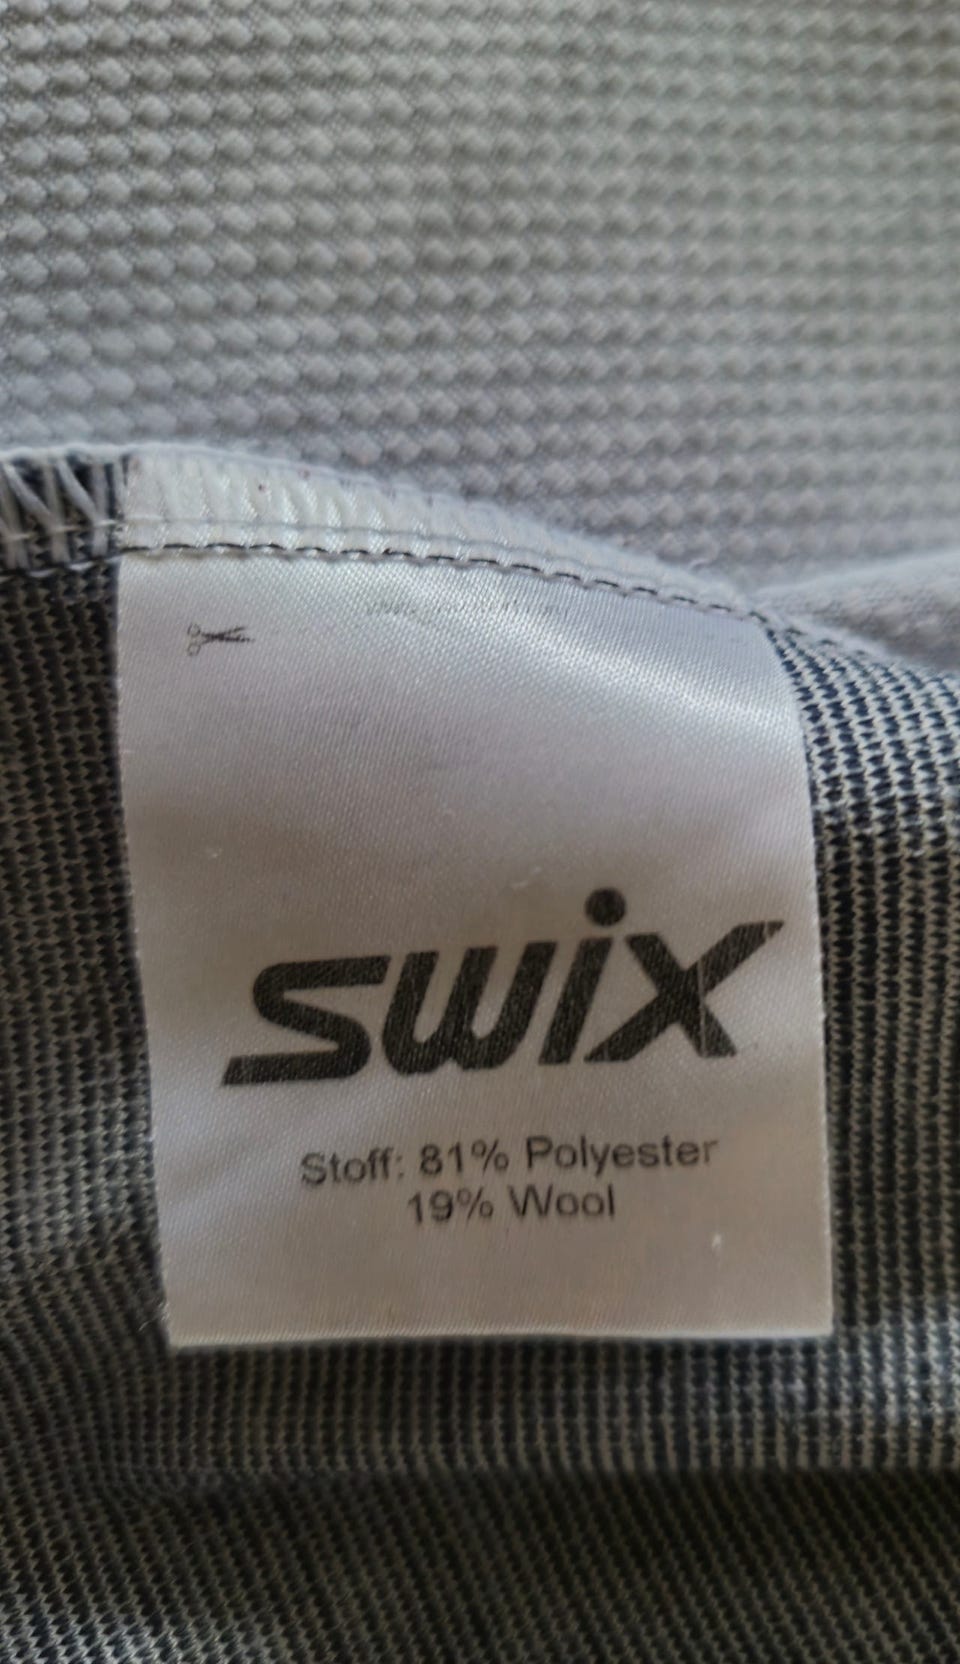 swix
Stoff: 81% Polyester
19% Wool